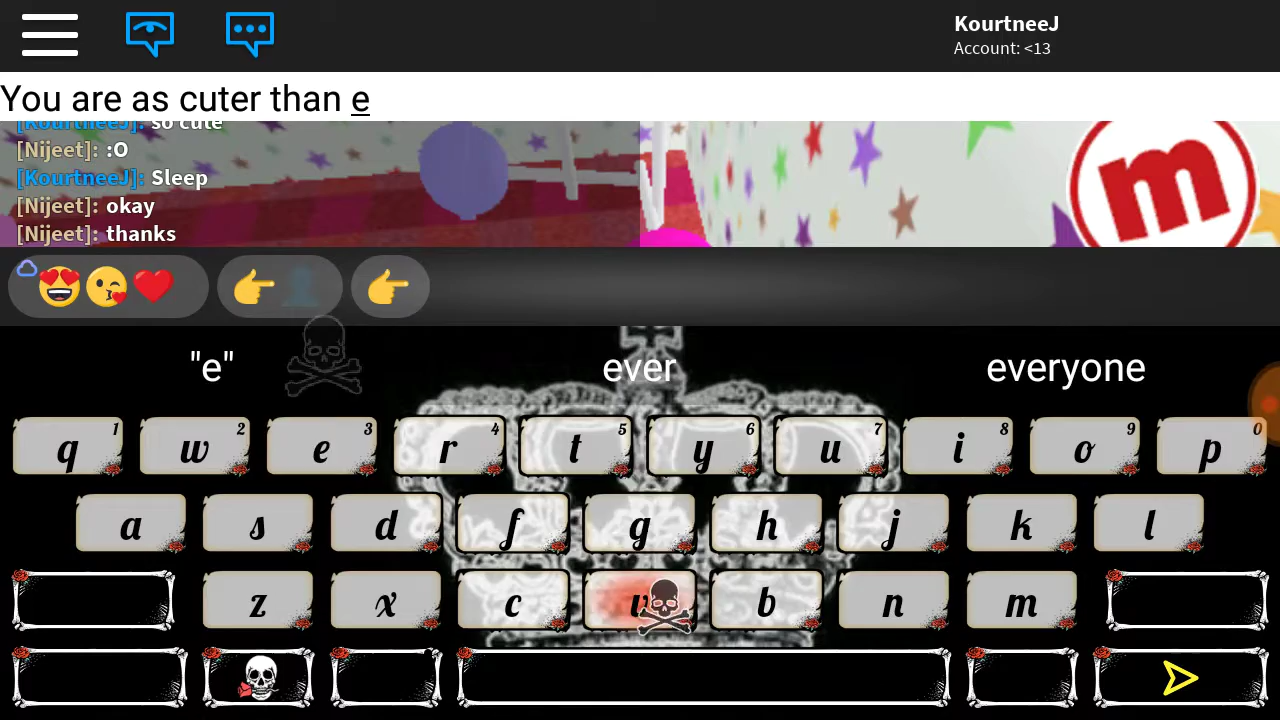 KourtneeJ
Account: <13
You are as cuter than e
[KourtneeJ]: so cute
[Nijeet]: :O
[KourtneeJ]: Sleep
[Nijeet]: okay
[Nijeet]: thanks
m
"e" ever everyone
q 1 w 2 e 3 r 4 t 5 y 6 u 7 i 8 o 9 p 0
a s d f g h j k l
z x c v b n m